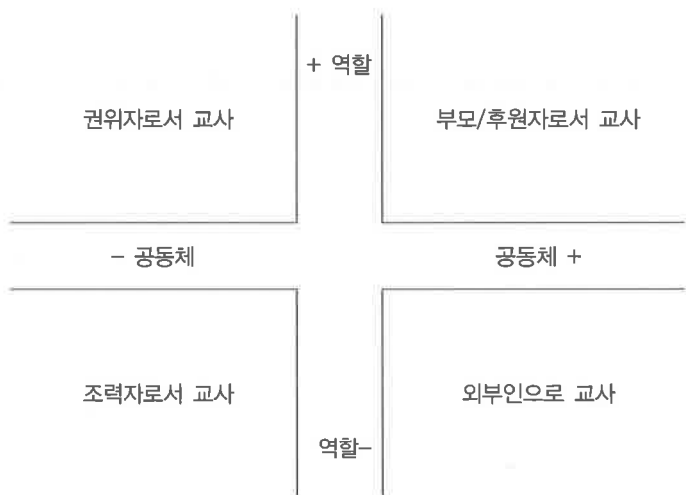 + 역할
권위자로서 교사
부모/후원자로서 교사
- 공동체
공동체 +
조력자로서 교사
외부인으로 교사
역할-